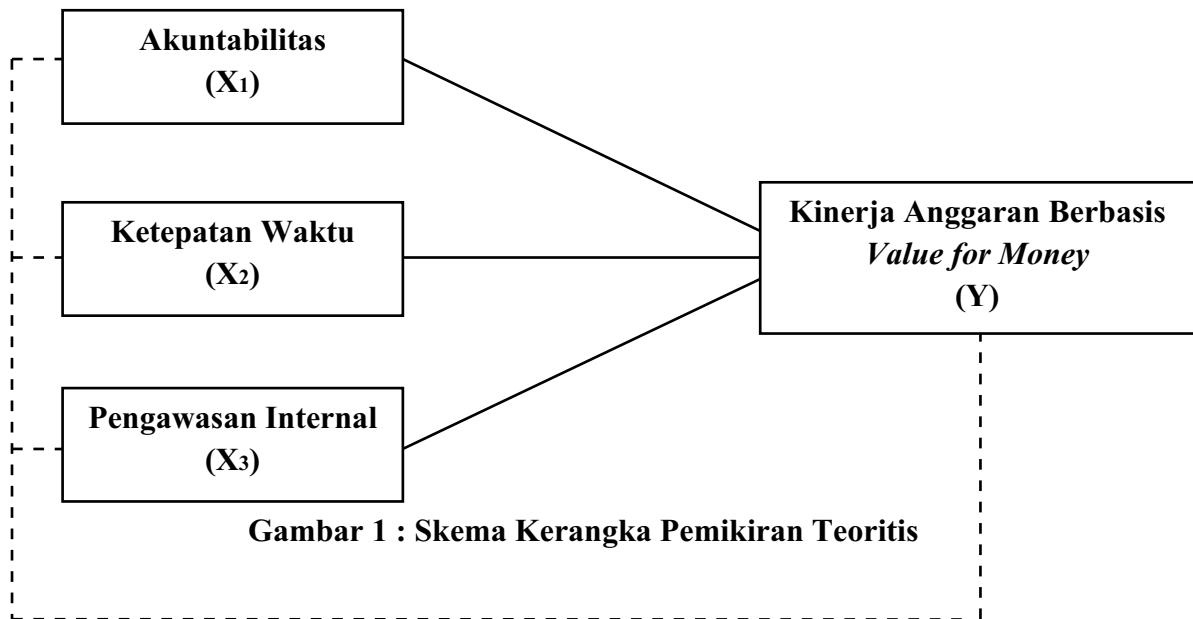 Akuntabilitas
(X1)
Ketepatan Waktu
(X2)
Pengawasan Internal
(X3)
Kinerja Anggaran Berbasis
Value for Money
(Y)
Gambar 1 : Skema Kerangka Pemikiran Teoritis